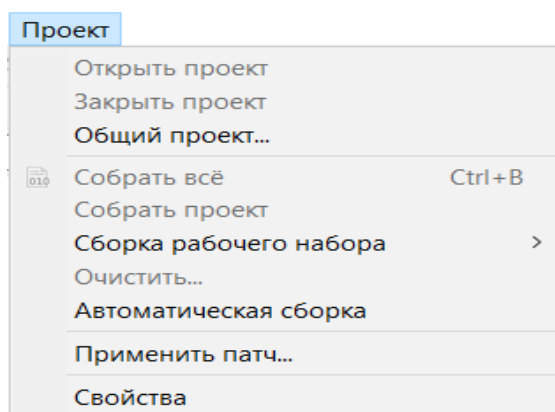 Проект
Открыть проект
Закрыть проект
Общий проект...
Собрать всё Ctrl+B
Собрать проект
Сборка рабочего набора >
Очистить...
Автоматическая сборка
Применить патч...
Свойства